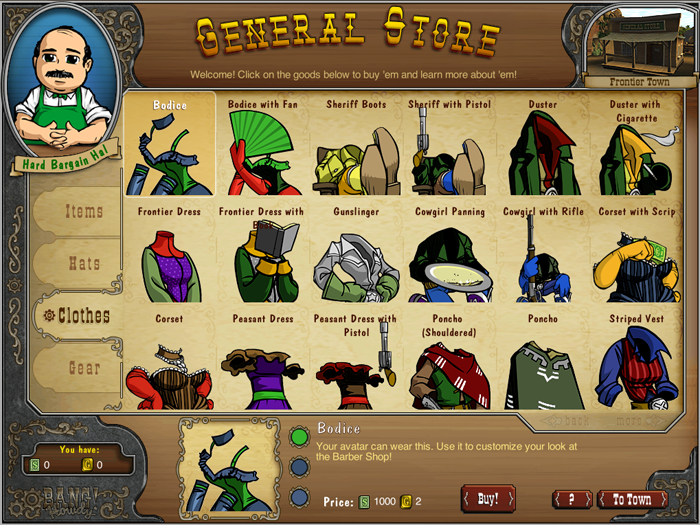 General Store
Welcome! Click on the goods below to buy 'em and learn more about 'em!
Frontier Town
Hard Bargain Hal
Items
Hats
Clothes
Gear
Bodice
Bodice with Fan
Sheriff Boots
Sheriff with Pistol
Duster
Duster with
Cigarette
Frontier Dress
Frontier Dress with
Gunslinger
Cowgirl Panning
Cowgirl with Rifle
Corset with Scrip
Corset
Peasant Dress
Peasant Dress with
Pistol
Poncho
(Shouldered)
Poncho
Striped Vest
back
more
You have:
S 0 G 0
BANG!
Howdy
Bodice
Your avatar can wear this. Use it to customize your look at
the Barber Shop!
Price: S 1000 G 2
Buy!
?
To Town